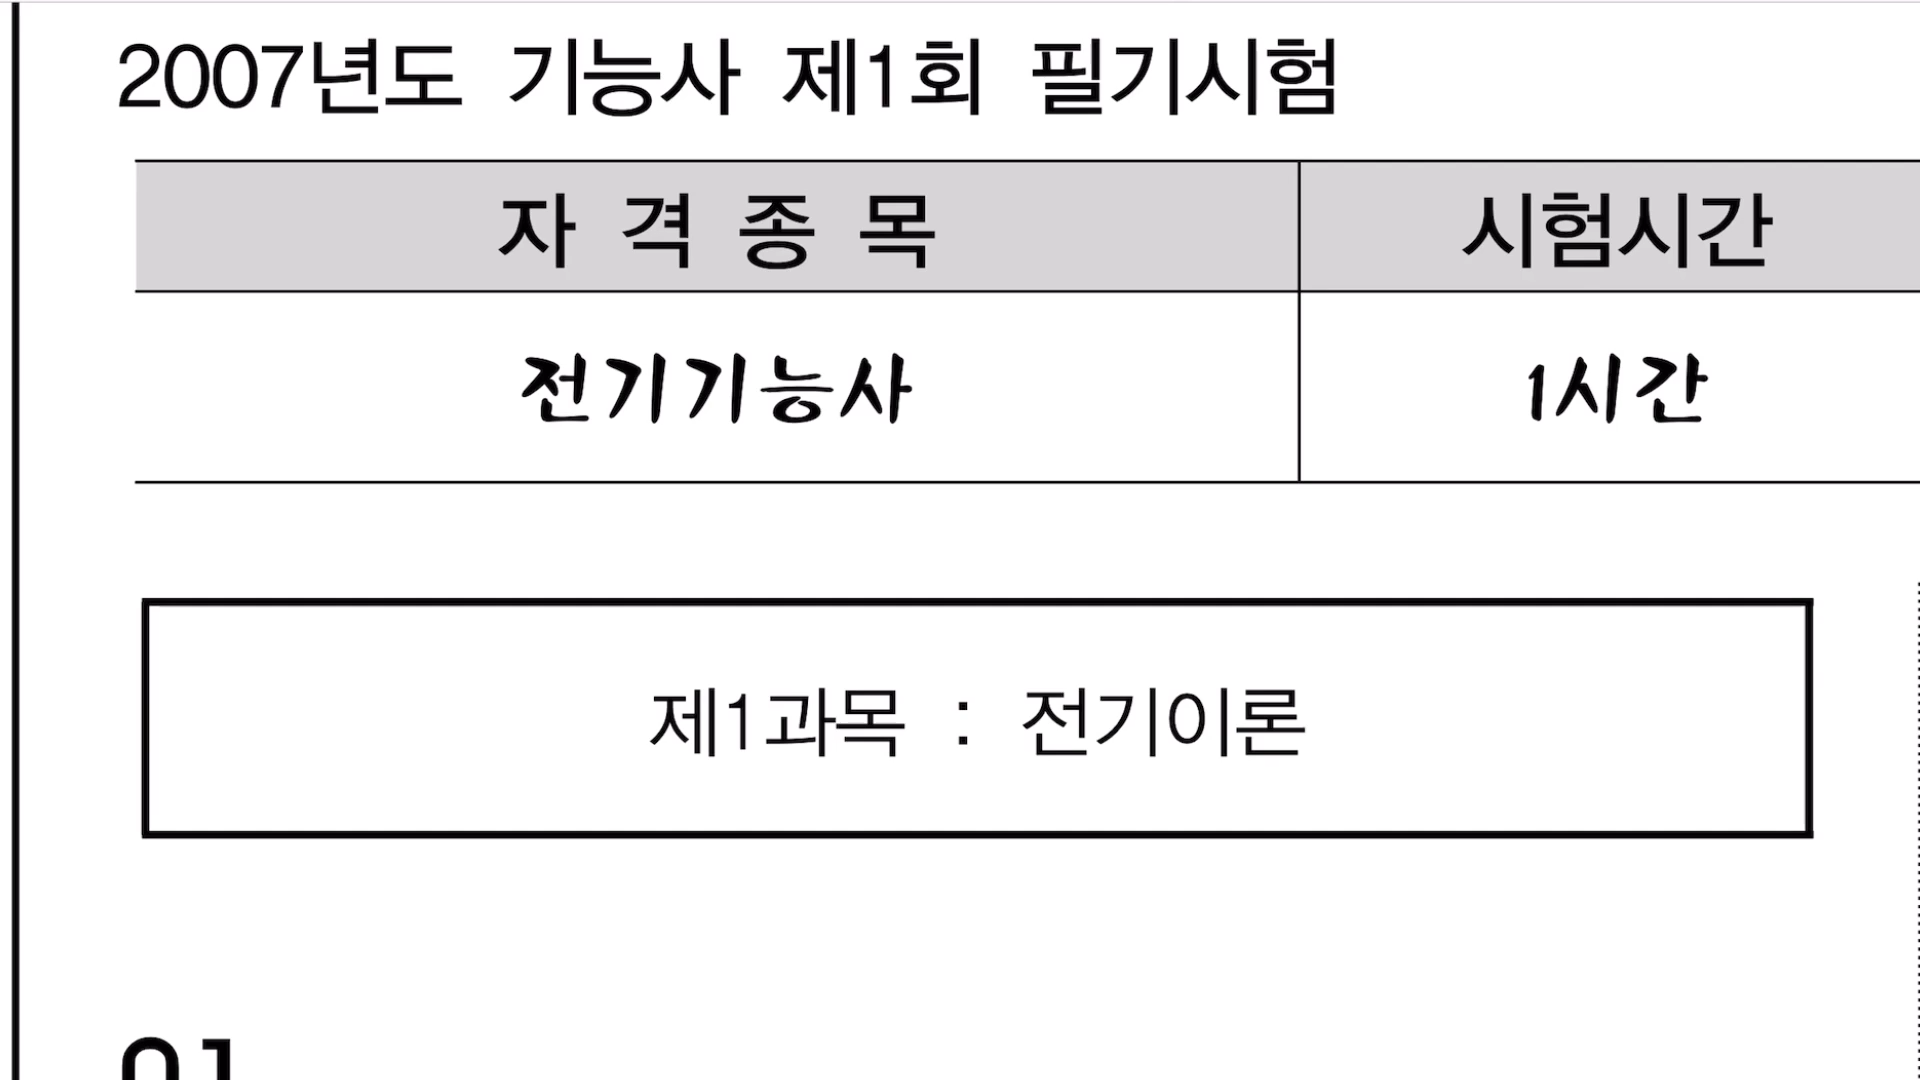 2007년도 기능사 제1회 필기시험
자 격 종 목 시험시간
전기기능사 1시간
제1과목 : 전기이론
01